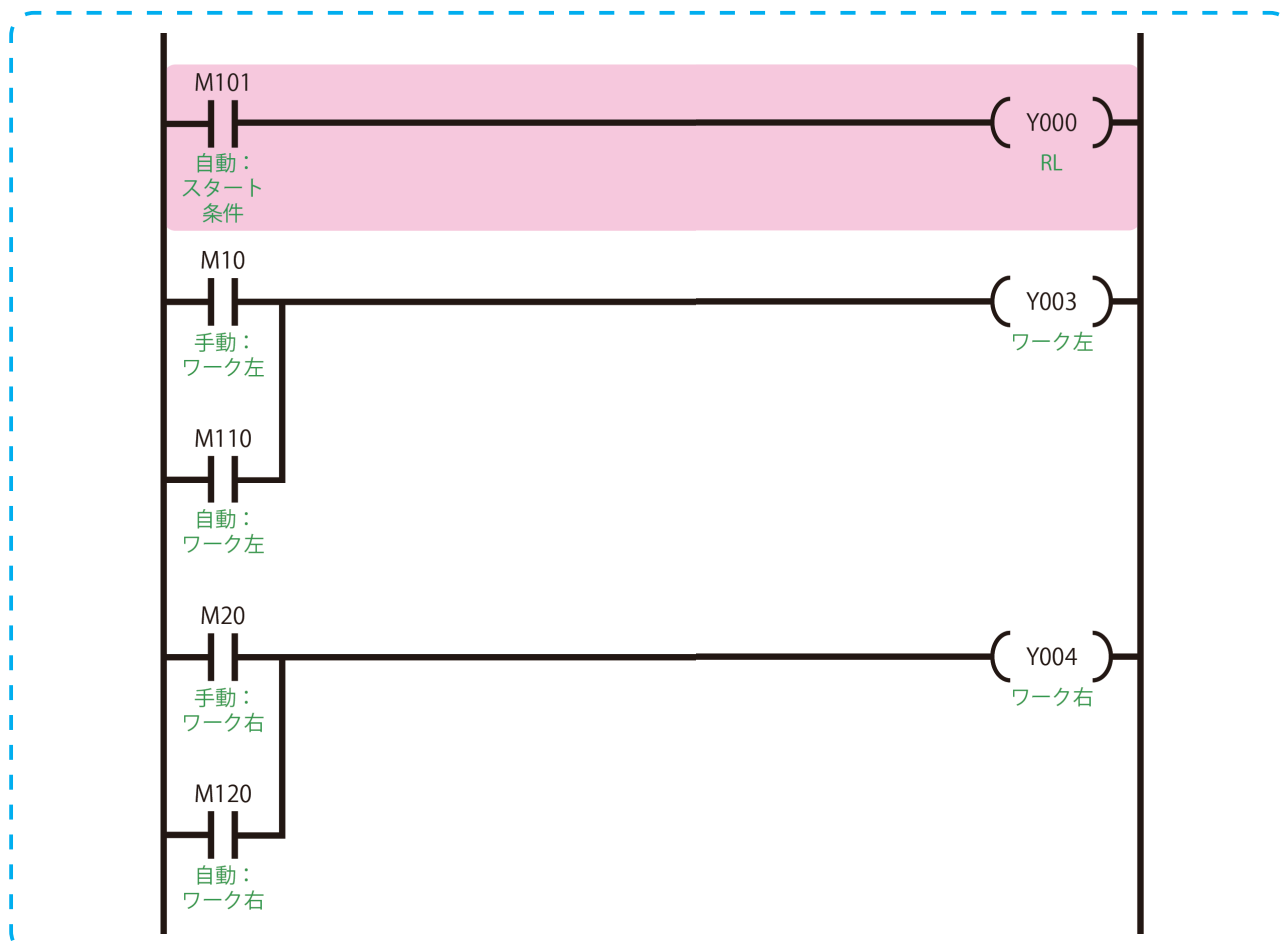 M101
Y000
自動：
スタート
条件
RL
M10
Y003
手動：
ワーク左
ワーク左
M110
自動：
ワーク左
M20
Y004
手動：
ワーク右
ワーク右
M120
自動：
ワーク右